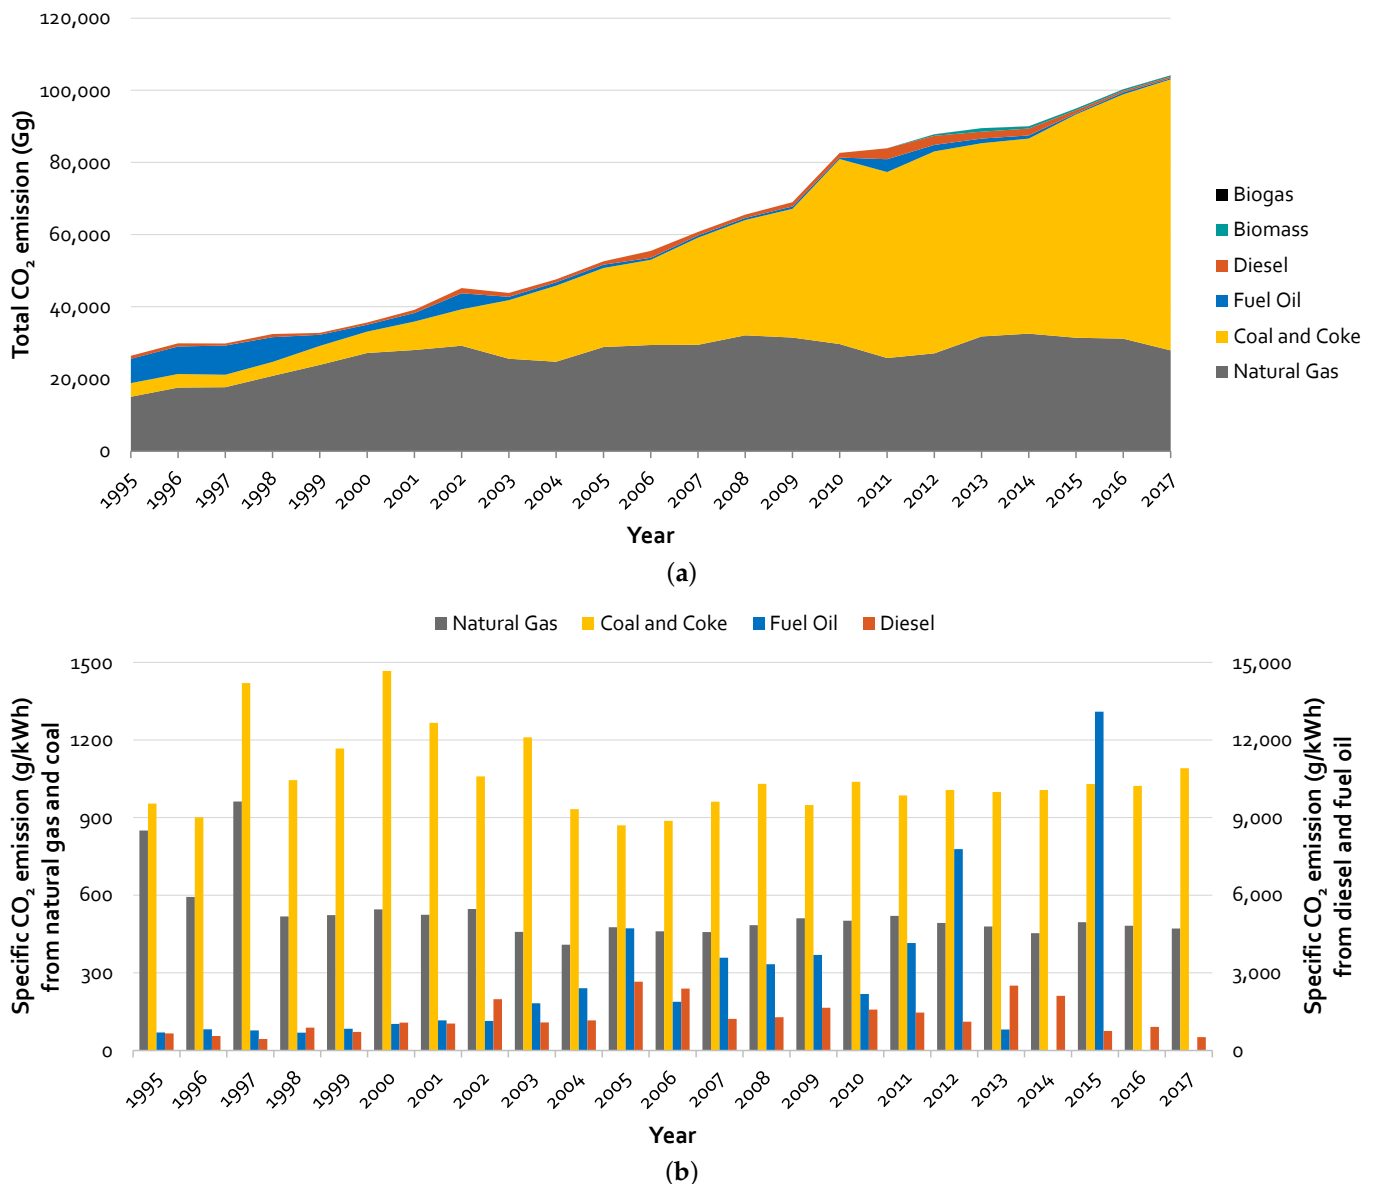 120,000
100,000
80,000
60,000
40,000
20,000
0
Total CO₂ emission (Gg)
1995 1996 1997 1998 1999 2000 2001 2002 2003 2004 2005 2006 2007 2008 2009 2010 2011 2012 2013 2014 2015 2016 2017
Year
Biogas
Biomass
Diesel
Fuel Oil
Coal and Coke
Natural Gas
(a)
Natural Gas Coal and Coke Fuel Oil Diesel
Specific CO₂ emission (g/kWh)
from natural gas and coal
1500
1200
900
600
300
0
15,000
12,000
9,000
6,000
3,000
0
Specific CO₂ emission (g/kWh)
from diesel and fuel oil
1995 1996 1997 1998 1999 2000 2001 2002 2003 2004 2005 2006 2007 2008 2009 2010 2011 2012 2013 2014 2015 2016 2017
Year
(b)